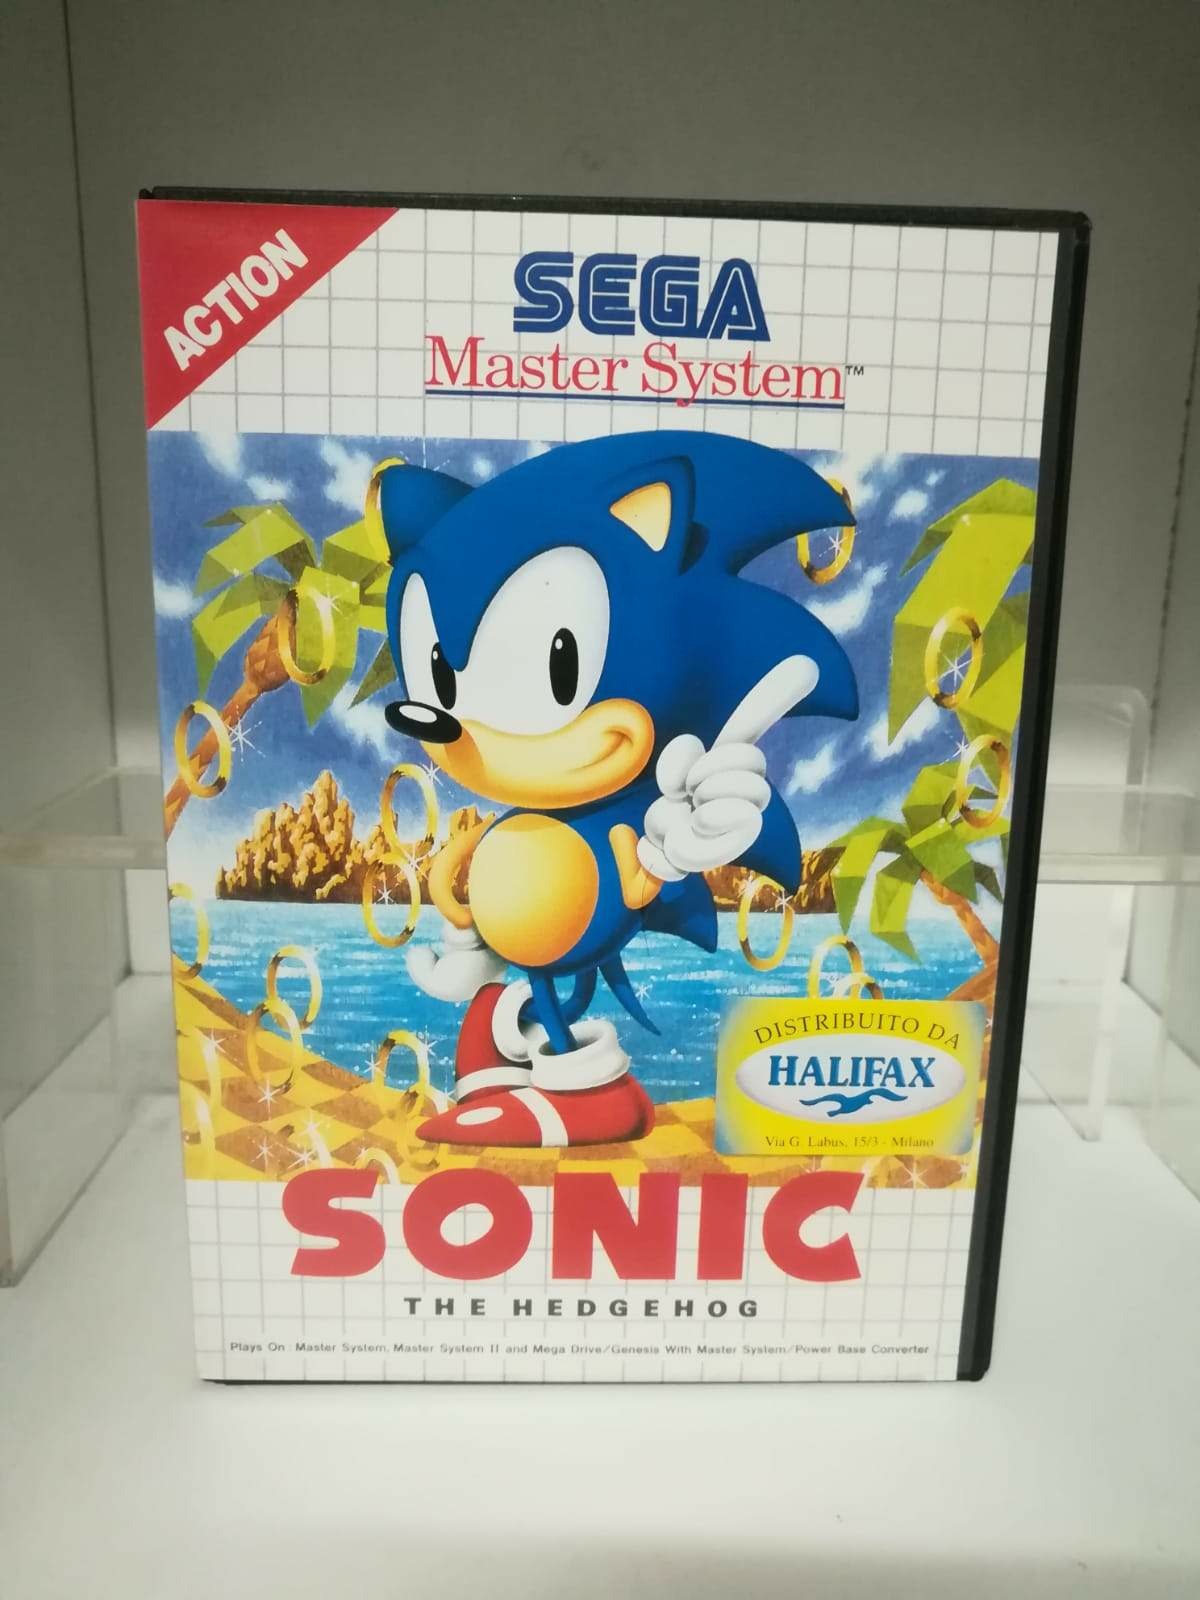 ACTION
SEGA
Master System™
DISTRIBUITO DA
HALIFAX
Via G. Labus, 15/3 - Milano
SONIC
THE HEDGEHOG
Plays On : Master System, Master System II and Mega Drive/Genesis With Master System/Power Base Converter